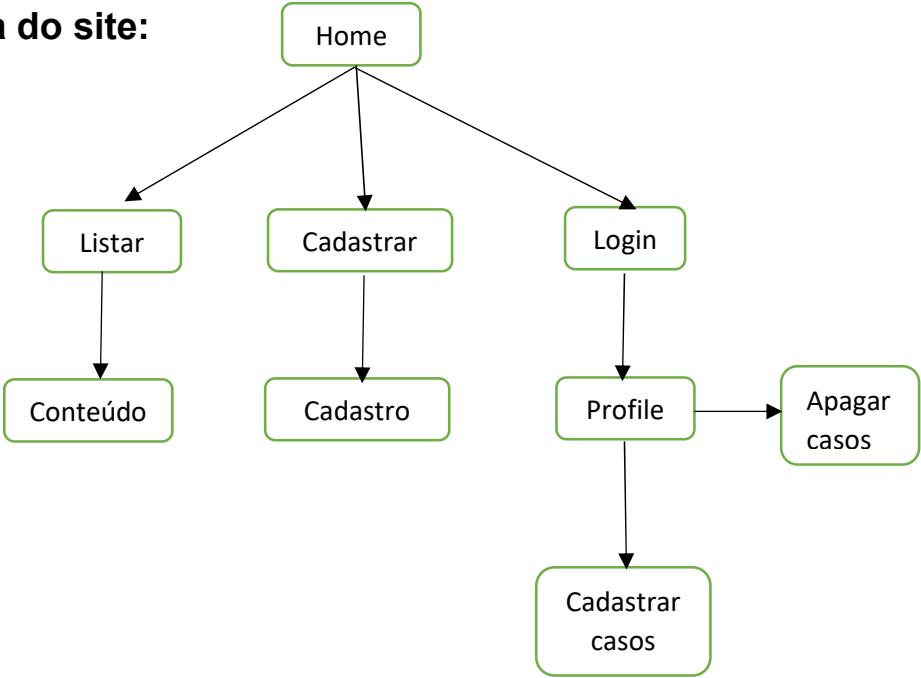 a do site:
Home
Listar
Cadastrar
Login
Conteúdo
Cadastro
Profile
Apagar
casos
Cadastrar
casos